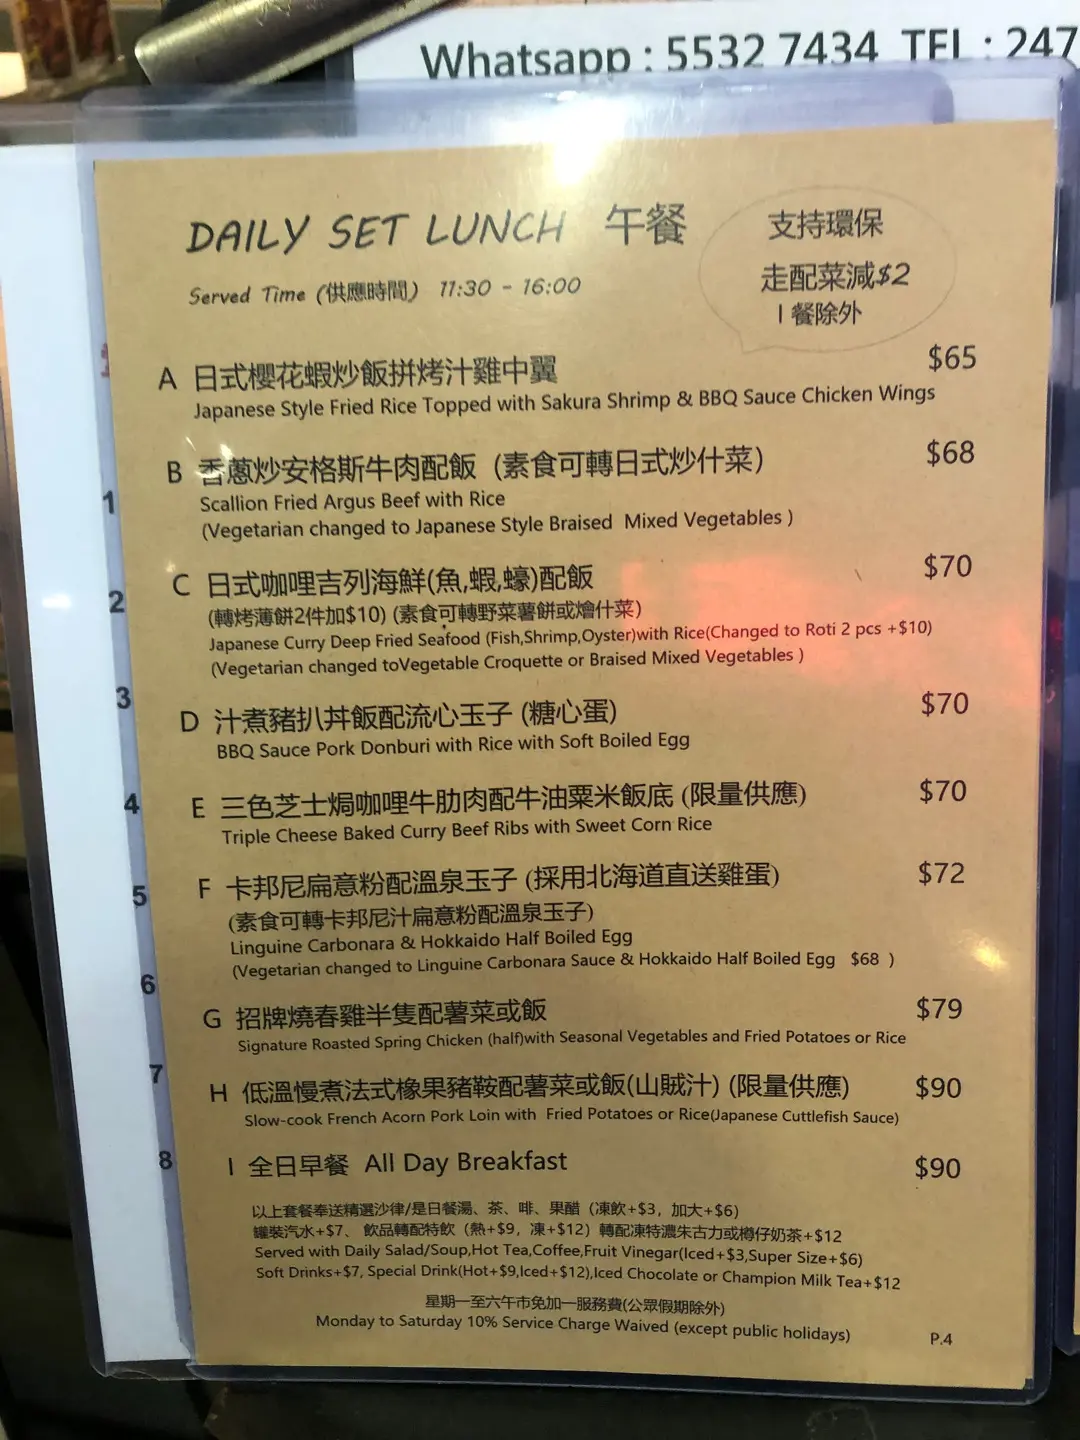 Whatsapp : 5532 7434 TEL : 247
DAILY SET LUNCH 午餐
Served Time (供應時間) 11:30 - 16:00
支持環保
走配菜減$2
I 餐除外
A 日式櫻花蝦炒飯拼烤汁雞中翼 $65
Japanese Style Fried Rice Topped with Sakura Shrimp & BBQ Sauce Chicken Wings
B 香蔥炒安格斯牛肉配飯 (素食可轉日式炒什菜) $68
Scallion Fried Argus Beef with Rice
(Vegetarian changed to Japanese Style Braised Mixed Vegetables )
C 日式咖哩吉列海鮮(魚,蝦,蠔)配飯 $70
(轉烤薄餅2件加$10) (素食可轉野菜薯餅或燴什菜)
Japanese Curry Deep Fried Seafood (Fish,Shrimp,Oyster)with Rice(Changed to Roti 2 pcs +$10)
(Vegetarian changed toVegetable Croquette or Braised Mixed Vegetables )
D 汁煮豬扒丼飯配流心玉子 (糖心蛋) $70
BBQ Sauce Pork Donburi with Rice with Soft Boiled Egg
E 三色芝士焗咖哩牛肋肉配牛油粟米飯底 (限量供應) $70
Triple Cheese Baked Curry Beef Ribs with Sweet Corn Rice
F 卡邦尼扁意粉配溫泉玉子 (採用北海道直送雞蛋) $72
(素食可轉卡邦尼汁扁意粉配溫泉玉子)
Linguine Carbonara & Hokkaido Half Boiled Egg
(Vegetarian changed to Linguine Carbonara Sauce & Hokkaido Half Boiled Egg $68 )
G 招牌燒春雞半隻配薯菜或飯 $79
Signature Roasted Spring Chicken (half)with Seasonal Vegetables and Fried Potatoes or Rice
H 低溫慢煮法式橡果豬鞍配薯菜或飯(山賊汁) (限量供應) $90
Slow-cook French Acorn Pork Loin with Fried Potatoes or Rice(Japanese Cuttlefish Sauce)
I 全日早餐 All Day Breakfast $90
以上套餐奉送精選沙律/是日餐湯、茶、啡、果醋（凍飲+$3，加大+$6)
罐裝汽水+$7、 飲品轉配特飲（熱+$9，凍+$12）轉配凍特濃朱古力或樽仔奶茶+$12
Served with Daily Salad/Soup,Hot Tea,Coffee,Fruit Vinegar(Iced+$3,Super Size+$6)
Soft Drinks+$7, Special Drink(Hot+$9,Iced+$12),Iced Chocolate or Champion Milk Tea+$12
星期一至六午市免加一服務費(公眾假期除外)
Monday to Saturday 10% Service Charge Waived (except public holidays)
P.4
1
2
3
4
5
6
7
8